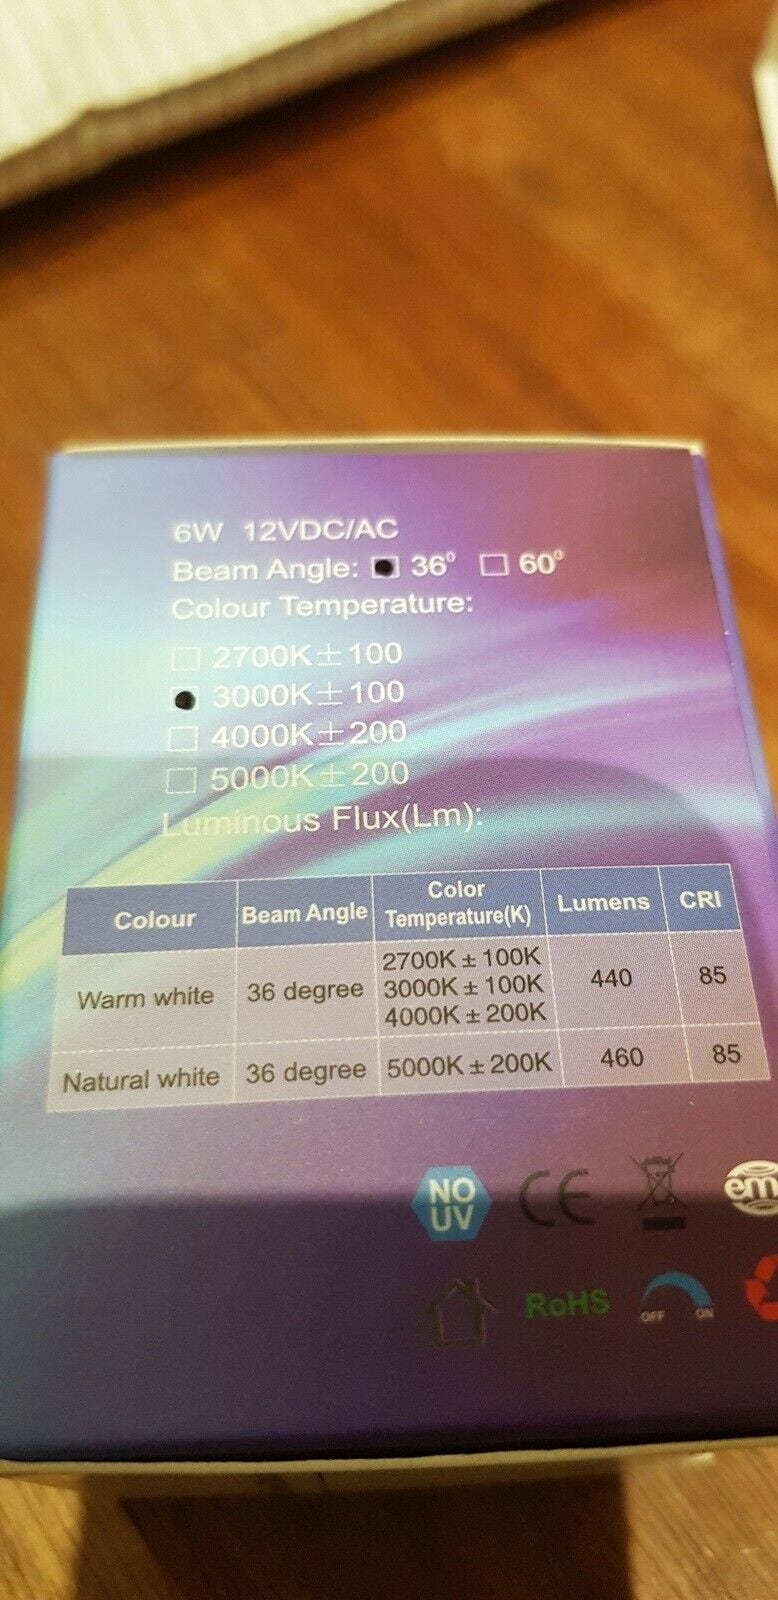 6W 12VDC/AC
Beam Angle: 36° 60°
Colour Temperature:
2700K±100
3000K±100
4000K±200
5000K±200
Luminous Flux(Lm):
Colour Beam Angle Color Temperature(K) Lumens CRI
Warm white 36 degree 2700K ± 100K 440 85
3000K ± 100K
4000K ± 200K
Natural white 36 degree 5000K ± 200K 460 85
NO
UV
CE
em
RoHS
OFF ON